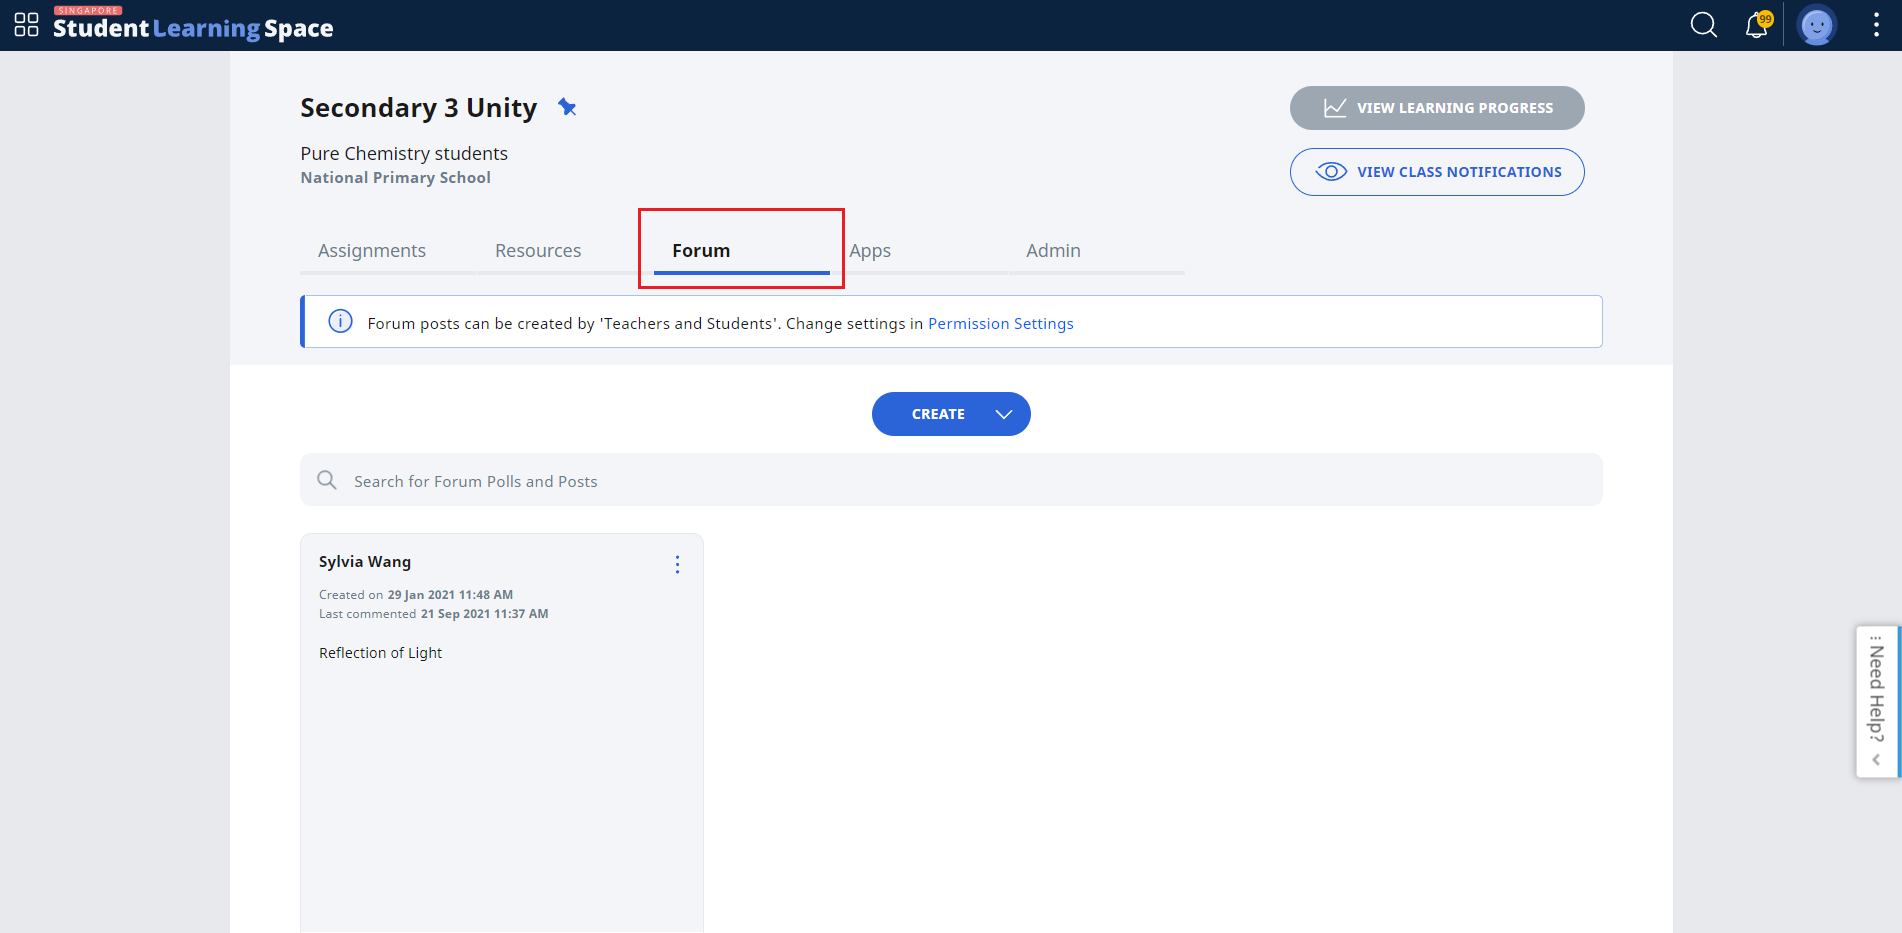 SINGAPORE
Student Learning Space
99
Secondary 3 Unity
VIEW LEARNING PROGRESS
Pure Chemistry students
National Primary School
VIEW CLASS NOTIFICATIONS
Assignments Resources Forum Apps Admin
Forum posts can be created by 'Teachers and Students'. Change settings in Permission Settings
CREATE
Search for Forum Polls and Posts
Sylvia Wang
Created on 29 Jan 2021 11:48 AM
Last commented 21 Sep 2021 11:37 AM
Reflection of Light
Need Help?